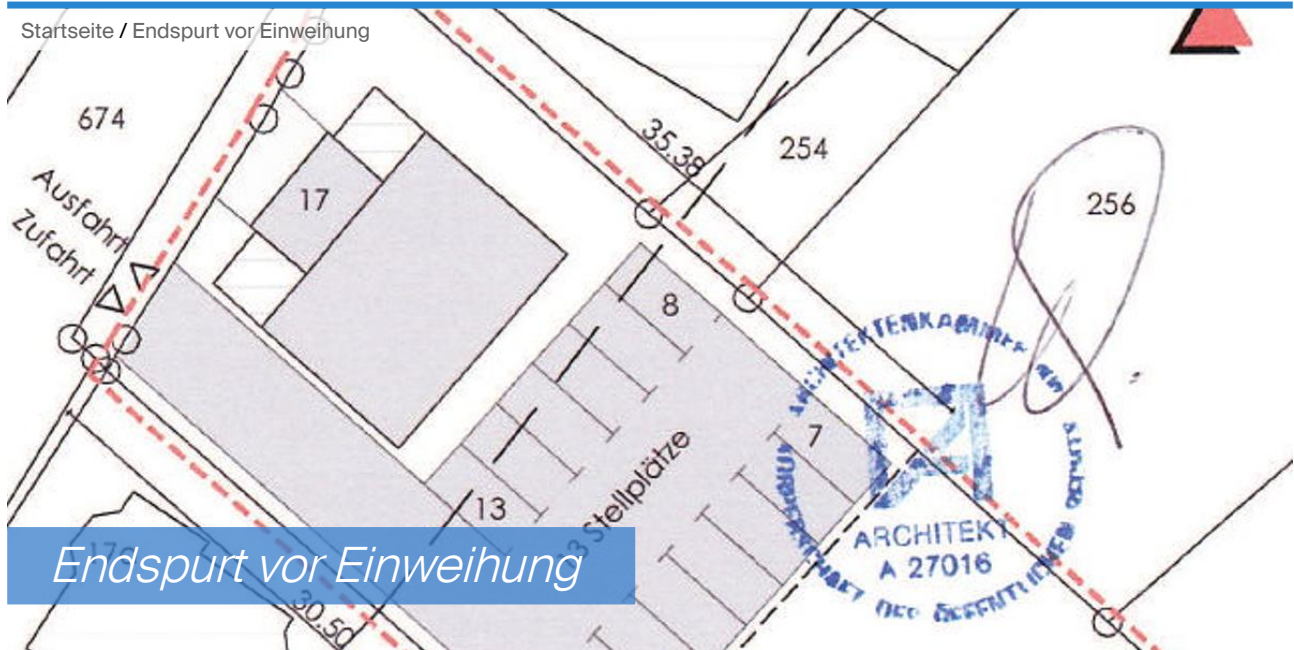 Startseite / Endspurt vor Einweihung
674
Ausfahrt
Zufahrt
17
35.38
254
256
8
7
13
13 Stellplätze
ARCHITEKT
A 27016
Endspurt vor Einweihung
30.50